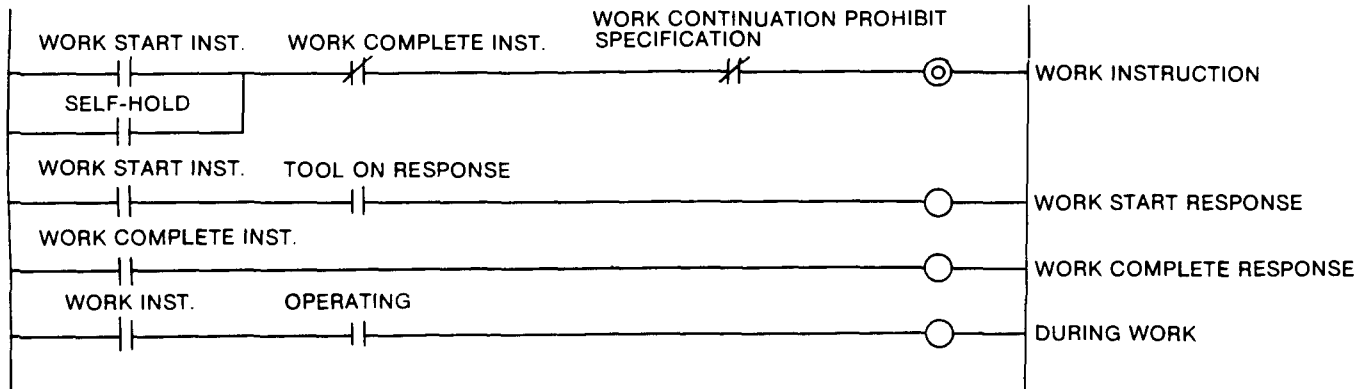 WORK START INST.
WORK COMPLETE INST.
WORK CONTINUATION PROHIBIT
SPECIFICATION
WORK INSTRUCTION
SELF-HOLD
WORK START INST.
TOOL ON RESPONSE
WORK START RESPONSE
WORK COMPLETE INST.
WORK COMPLETE RESPONSE
WORK INST.
OPERATING
DURING WORK